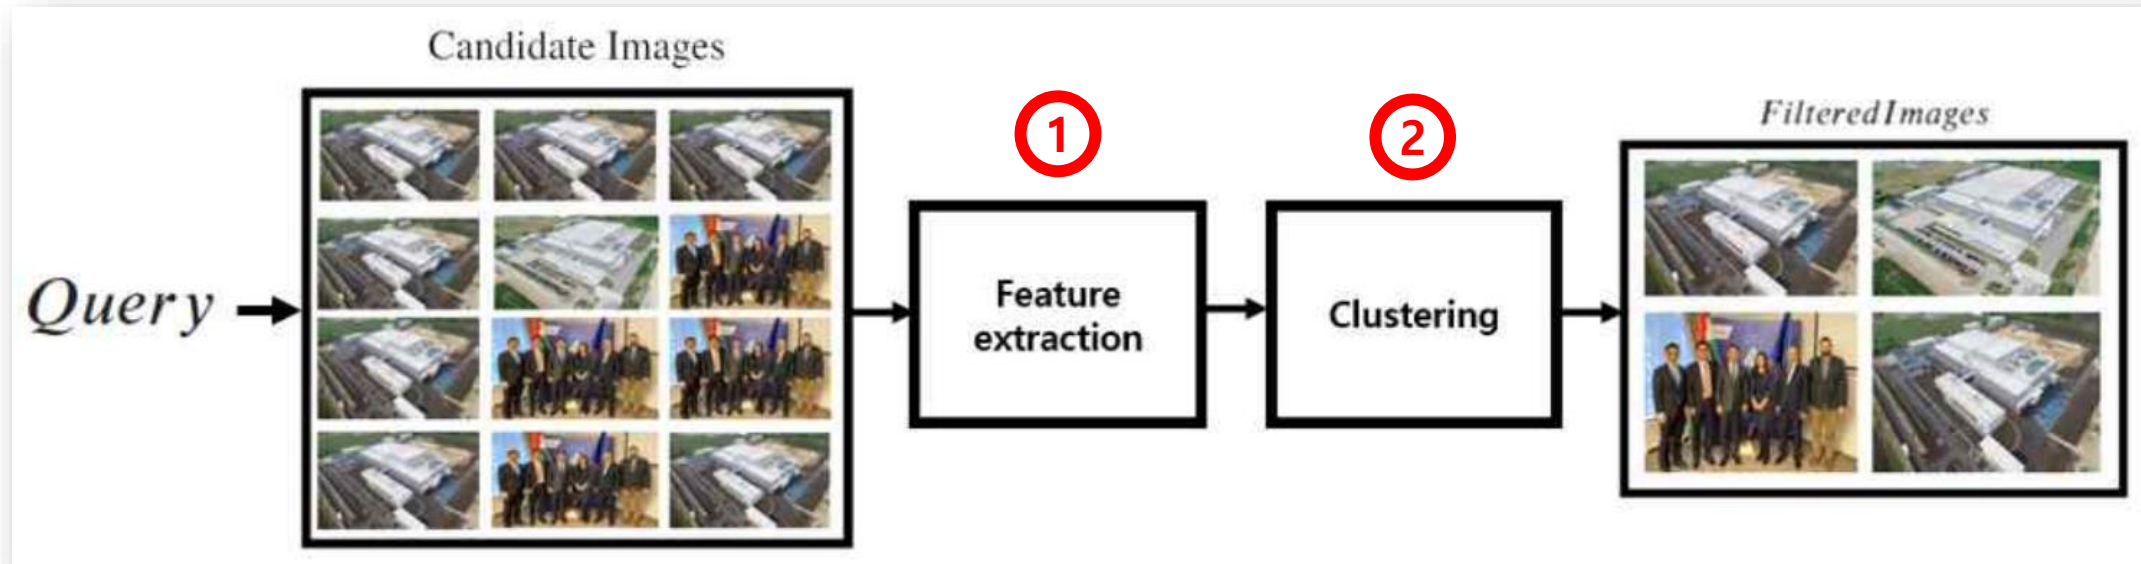 Candidate Images
1
2
FilteredImages
Query
Feature
extraction
Clustering